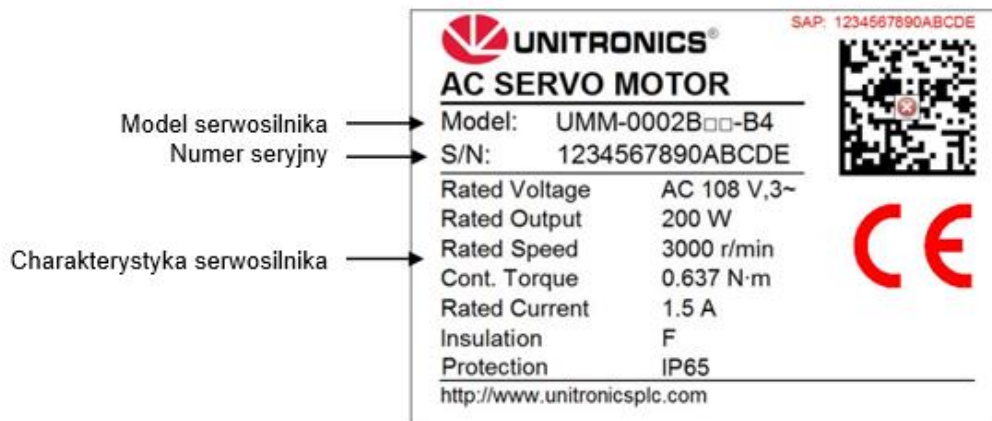 SAP: 1234567890ABCDE
UNITRONICS®
AC SERVO MOTOR
Model serwosilnika
Model: UMM-0002B□□-B4
Numer seryjny
S/N: 1234567890ABCDE
Rated Voltage AC 108 V,3~
Rated Output 200 W
Charakterystyka serwosilnika
Rated Speed 3000 r/min
Cont. Torque 0.637 N·m
Rated Current 1.5 A
Insulation F
Protection IP65
http://www.unitronicsplc.com
CE